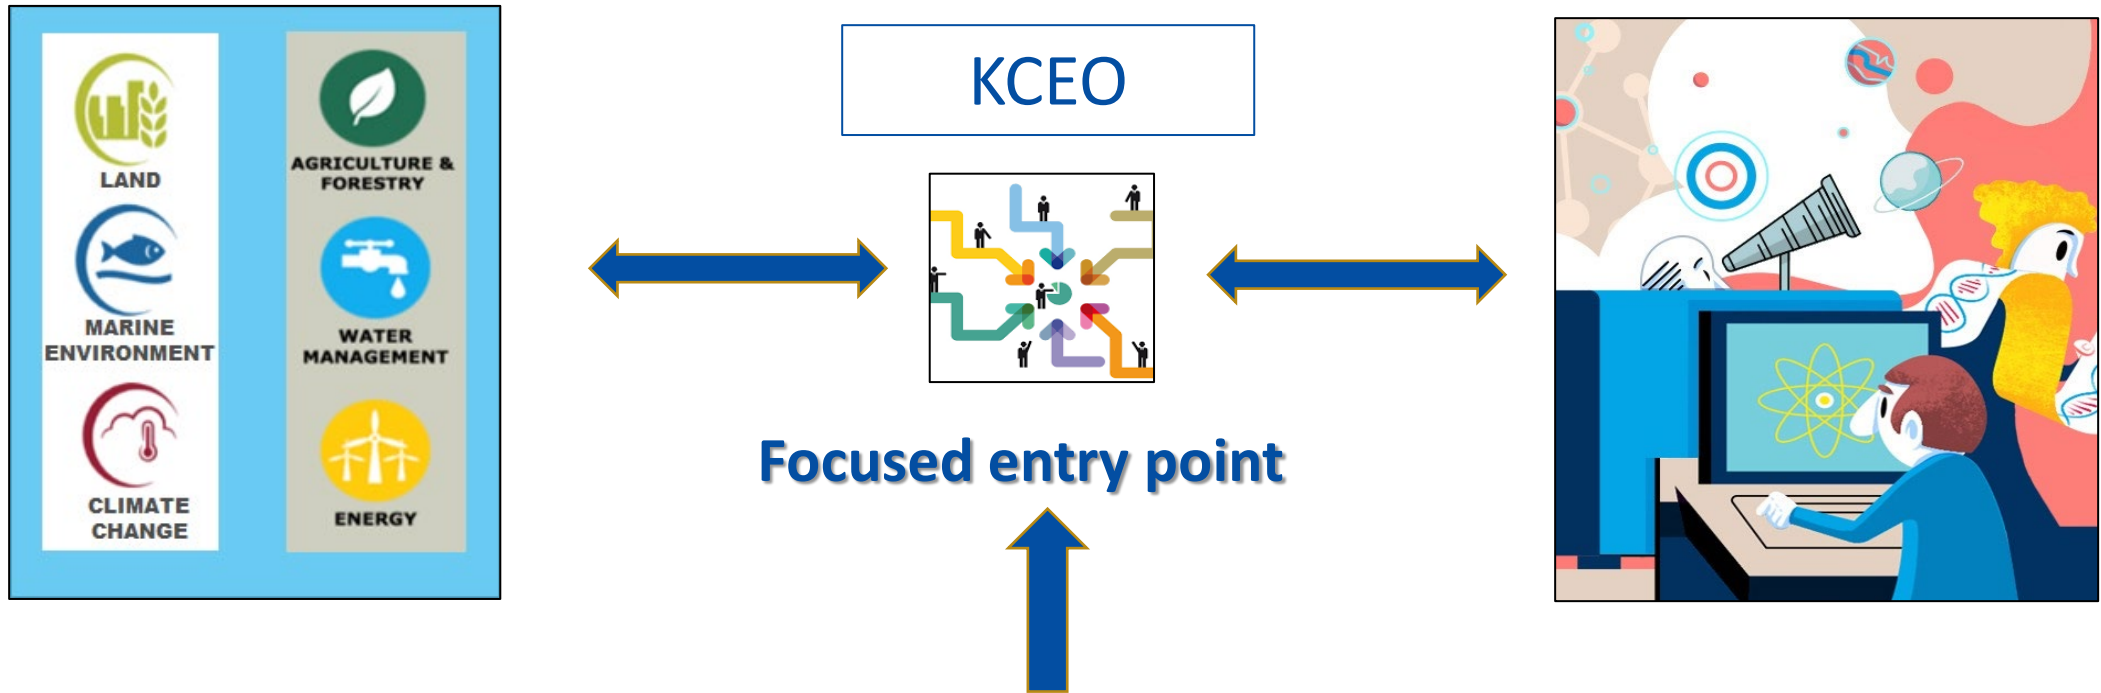 LAND
MARINE
ENVIRONMENT
CLIMATE
CHANGE
AGRICULTURE &
FORESTRY
WATER
MANAGEMENT
ENERGY
KCEO
Focused entry point